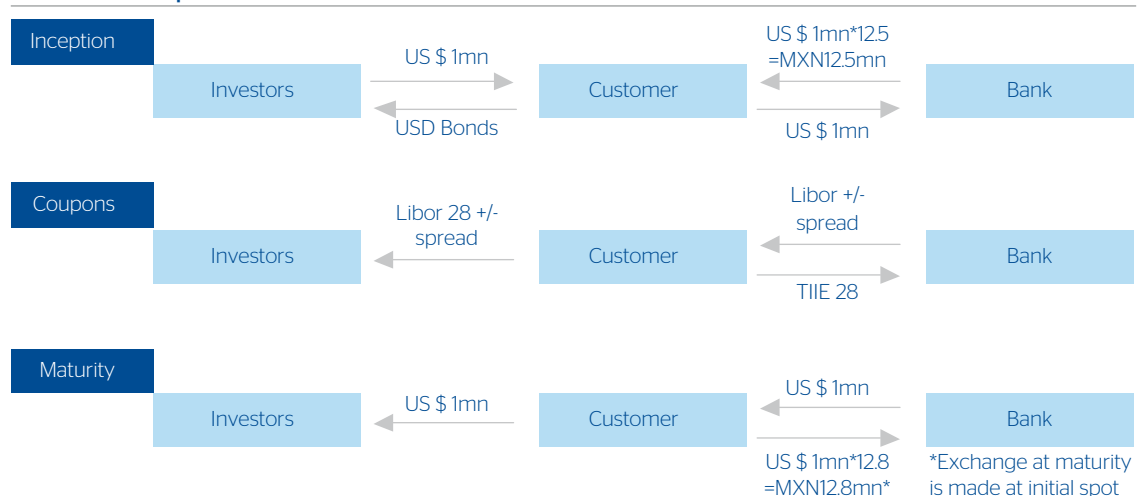 Inception
US $ 1mn
US $ 1mn*12.5
=MXN12.5mn
Investors
Customer
Bank
USD Bonds
US $ 1mn
Coupons
Libor 28 +/-
spread
Libor +/-
spread
Investors
Customer
Bank
TIIE 28
Maturity
US $ 1mn
US $ 1mn
Investors
Customer
Bank
US $ 1mn*12.8
=MXN12.8mn*
*Exchange at maturity
is made at initial spot